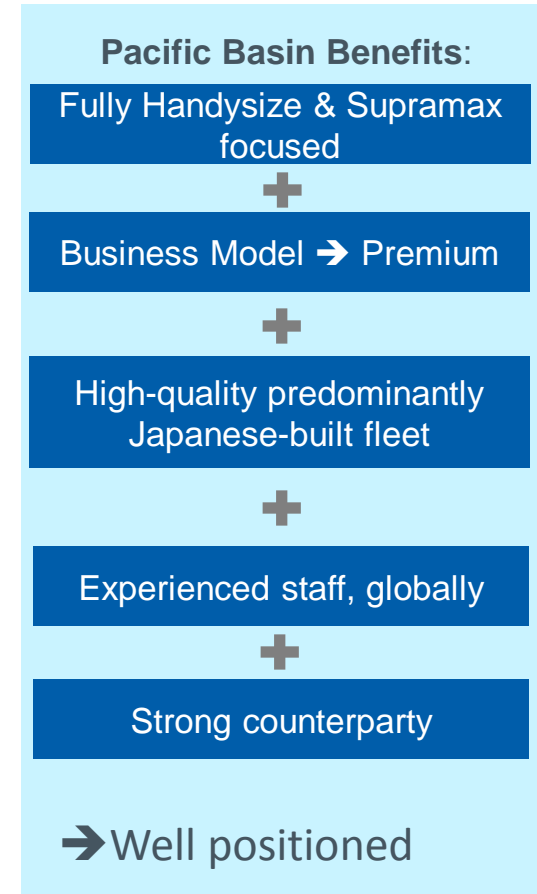 Pacific Basin Benefits:
Fully Handysize & Supramax
focused
+
Business Model ➔ Premium
+
High-quality predominantly
Japanese-built fleet
+
Experienced staff, globally
+
Strong counterparty
➔Well positioned